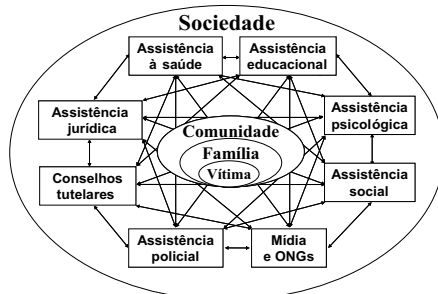 Sociedade
Assistência
à saúde
Assistência
educacional
Assistência
jurídica
Assistência
psicológica
Comunidade
Família
Vítima
Conselhos
tutelares
Assistência
social
Assistência
policial
Mídia
e ONGs